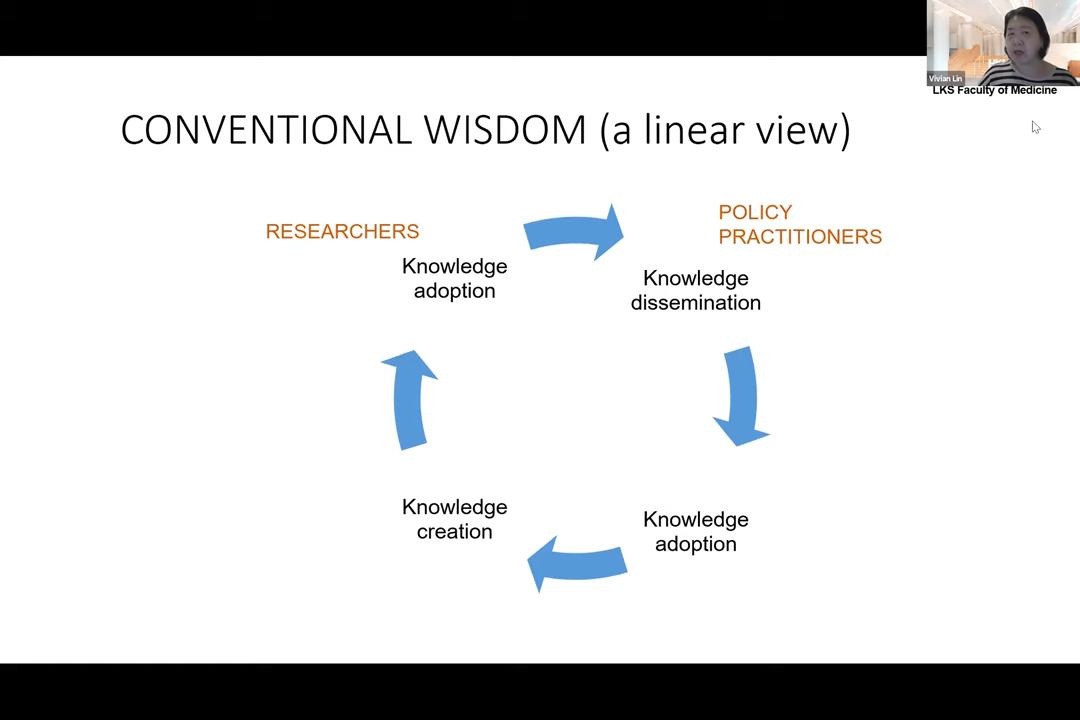 Vivian Lin
LKS Faculty of Medicine
CONVENTIONAL WISDOM (a linear view)
RESEARCHERS
POLICY
PRACTITIONERS
Knowledge
adoption
Knowledge
dissemination
Knowledge
creation
Knowledge
adoption